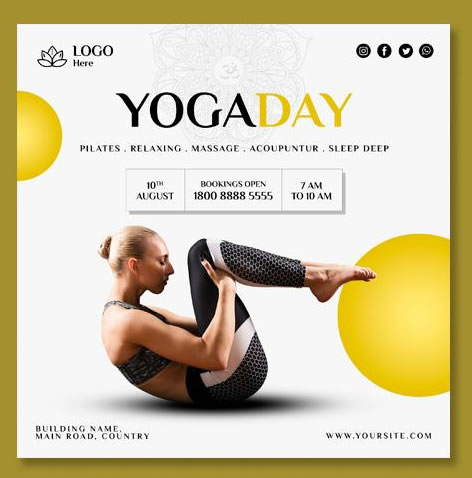 LOGO
Here
YOGADAY
PILATES . RELAXING . MASSAGE . ACOUPUNTUR . SLEEP DEEP
10TH
AUGUST
BOOKINGS OPEN
1800 8888 5555
7 AM
TO 10 AM
BUILDING NAME,
MAIN ROAD, COUNTRY
WWW.YOURSITE.COM